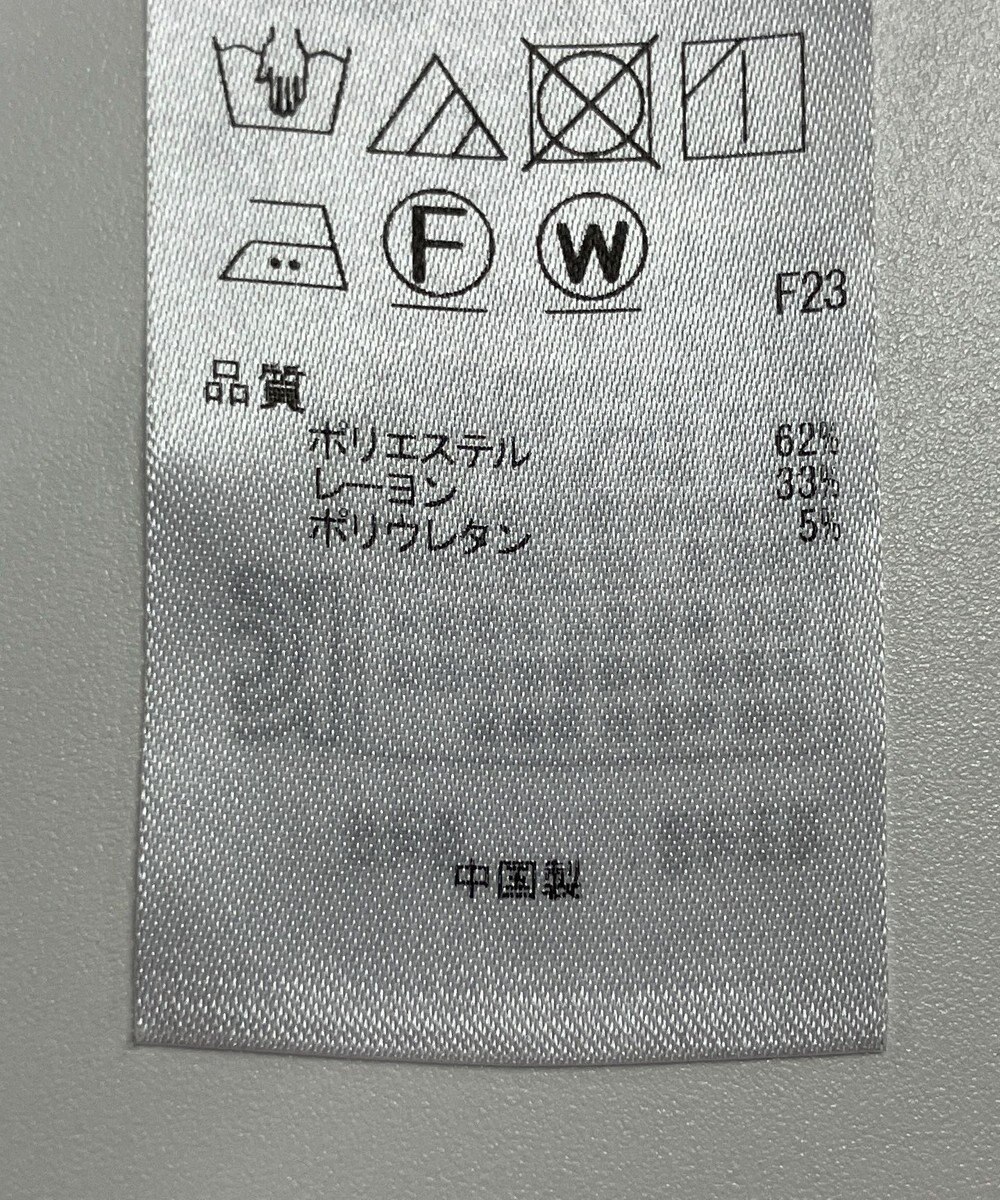 F W
F23
品質
ポリエステル 62%
レーヨン 33%
ポリウレタン 5%
中国製